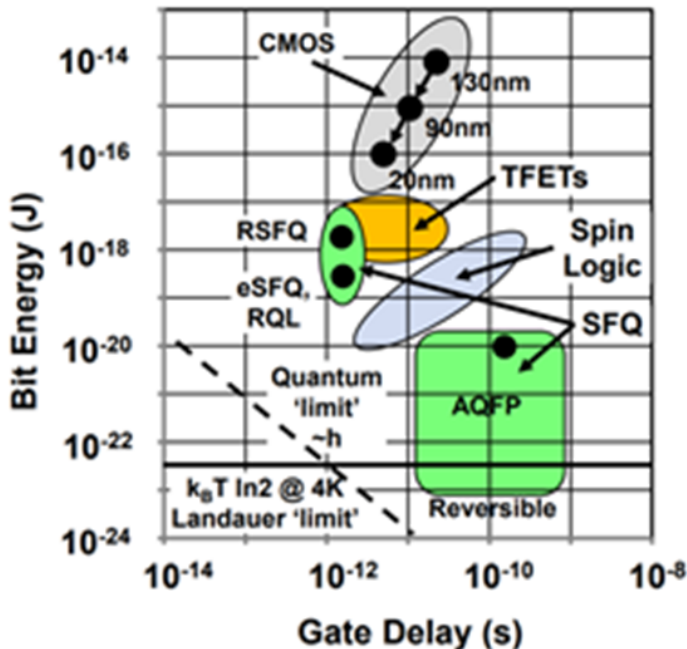 10-14
10-16
10-18
10-20
10-22
10-24
Bit Energy (J)
CMOS
130nm
90nm
20nm
TFETs
RSFQ
eSFQ,
RQL
Spin
Logic
SFQ
Quantum
'limit'
~h
AQFP
kBT ln2 @ 4K
Landauer 'limit'
Reversible
10-14
10-12
10-10
10-8
Gate Delay (s)